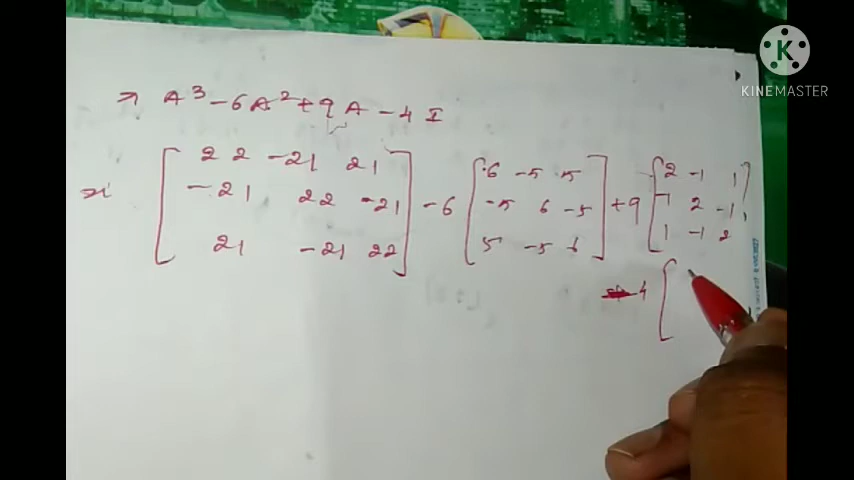 K
KINEMASTER
⇒ A³ - 6A² + 9A - 4I
⇒ [ 22 -21 21 ] - 6 [ 6 -5 5 ] + 9 [ 2 -1 1 ]
-21 22 -21 -5 6 -5 -1 2 -1
21 -21 22 5 -5 6 1 -1 2
-4 [